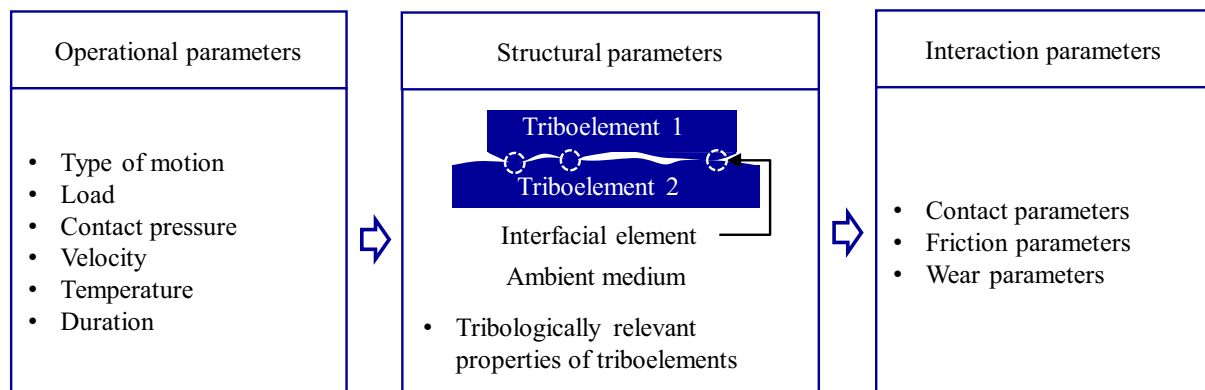 Operational parameters
• Type of motion
• Load
• Contact pressure
• Velocity
• Temperature
• Duration
Structural parameters
Triboelement 1
Triboelement 2
Interfacial element
Ambient medium
• Tribologically relevant
properties of triboelements
Interaction parameters
• Contact parameters
• Friction parameters
• Wear parameters